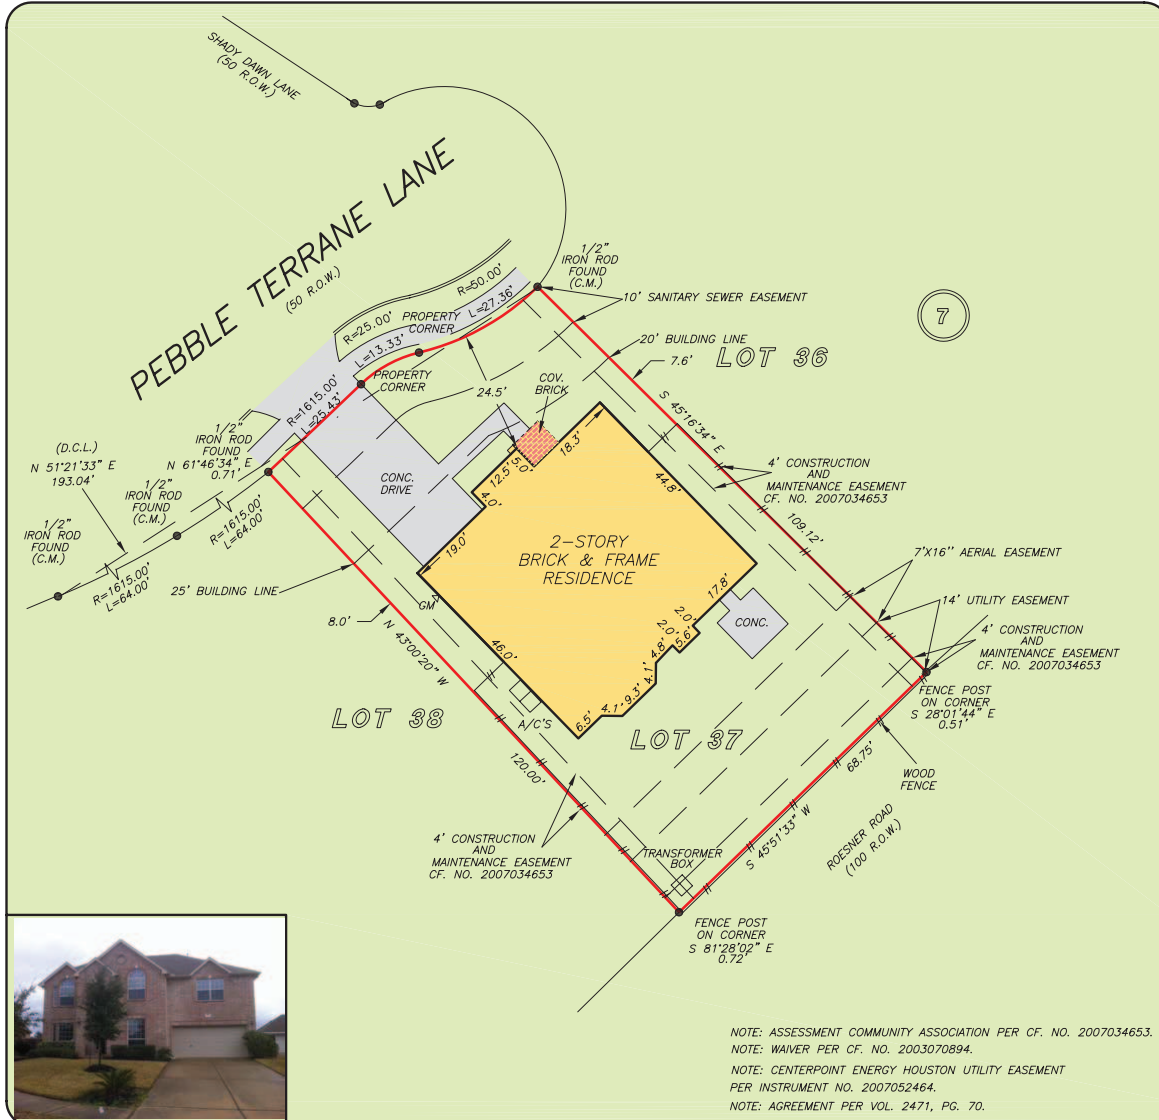 SHADY DAWN LANE
(50 R.O.W.)
PEBBLE TERRANE LANE
(50 R.O.W.)
1/2"
IRON ROD
FOUND
(C.M.)
R=50.00'
L=27.36'
PROPERTY
CORNER
R=25.00'
L=13.33'
PROPERTY
CORNER
R=1615.00'
L=25.43'
10' SANITARY SEWER EASEMENT
7
20' BUILDING LINE
LOT 36
7.6'
24.5'
COV.
BRICK
S 45°16'34" E
1/2"
IRON ROD
FOUND
N 61°46'34" E
0.71'
(D.C.L.)
N 51°21'33" E
193.04'
1/2"
IRON ROD
FOUND
(C.M.)
1/2"
IRON ROD
FOUND
(C.M.)
R=1615.00'
L=64.00'
R=1615.00'
L=64.00'
CONC.
DRIVE
12.5'
5.0'
18.3'
4.0'
19.0'
44.8'
4' CONSTRUCTION
AND
MAINTENANCE EASEMENT
CF. NO. 2007034653
109.12'
2-STORY
BRICK & FRAME
RESIDENCE
7'X16'' AERIAL EASEMENT
25' BUILDING LINE
GM
8.0'
N 43°00'20" W
17.8'
2.0'
2.0'
5.6'
4.8'
4.1'
9.3'
4.1'
6.5'
46.0'
CONC.
14' UTILITY EASEMENT
4' CONSTRUCTION
AND
MAINTENANCE EASEMENT
CF. NO. 2007034653
FENCE POST
ON CORNER
S 28°01'44" E
0.51'
LOT 38
A/C'S
LOT 37
120.00'
68.75'
WOOD
FENCE
4' CONSTRUCTION
AND
MAINTENANCE EASEMENT
CF. NO. 2007034653
TRANSFORMER
BOX
S 45°51'33" W
ROESNER ROAD
(100 R.O.W.)
FENCE POST
ON CORNER
S 81°28'02" E
0.72'
NOTE: ASSESSMENT COMMUNITY ASSOCIATION PER CF. NO. 2007034653.
NOTE: WAIVER PER CF. NO. 2003070894.
NOTE: CENTERPOINT ENERGY HOUSTON UTILITY EASEMENT
PER INSTRUMENT NO. 2007052464.
NOTE: AGREEMENT PER VOL. 2471, PG. 70.